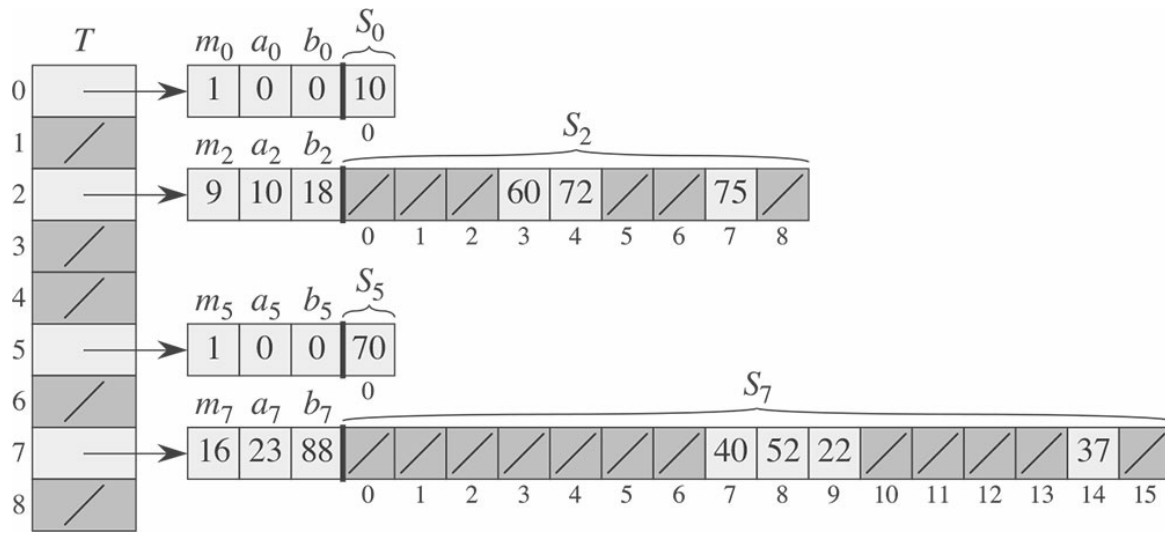 T m₀ a₀ b₀ S₀
0 1 0 0 10
0
1 m₂ a₂ b₂ S₂
2 9 10 18 60 72 75
0 1 2 3 4 5 6 7 8
3
4 m₅ a₅ b₅ S₅
5 1 0 0 70
0
6 m₇ a₇ b₇ S₇
7 16 23 88 40 52 22 37
0 1 2 3 4 5 6 7 8 9 10 11 12 13 14 15
8